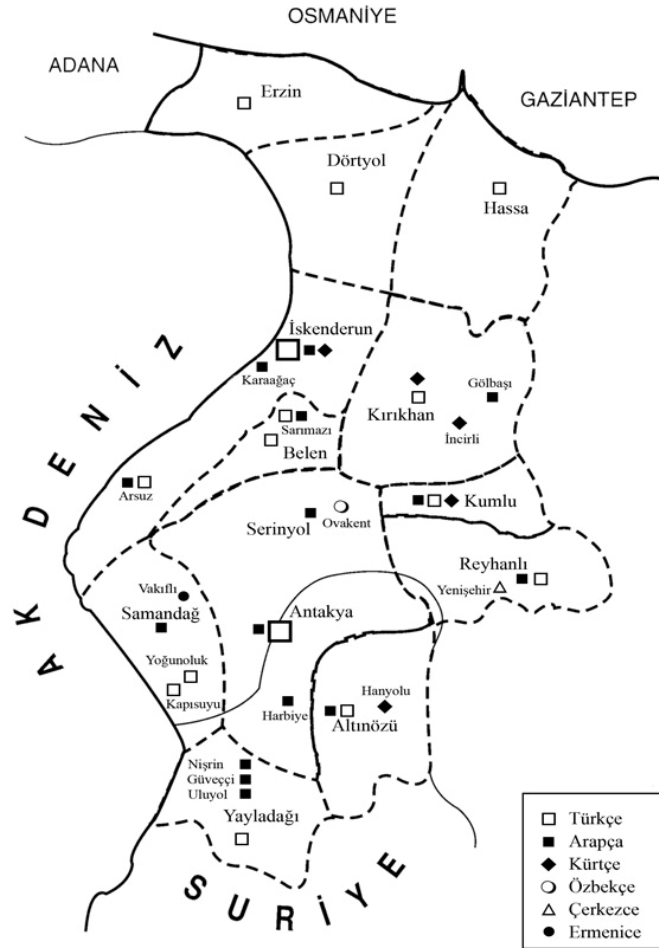 OSMANİYE
ADANA
GAZİANTEP
Erzin
Dörtyol
Hassa
İskenderun
Karaağaç
Gölbaşı
Kırıkhan
İncirli
Sarımazı
Belen
Arsuz
Kumlu
Serinyol
Ovakent
Reyhanlı
Yenişehir
Vakıflı
Samandağ
Antakya
Yoğunoluk
Kapısuyu
Harbiye
Hanyolu
Altınözü
Nişrin
Güveççi
Uluyol
Yayladağı
AKDENİZ
SURİYE
Türkçe
Arapça
Kürtçe
Özbekçe
Çerkezce
Ermenice